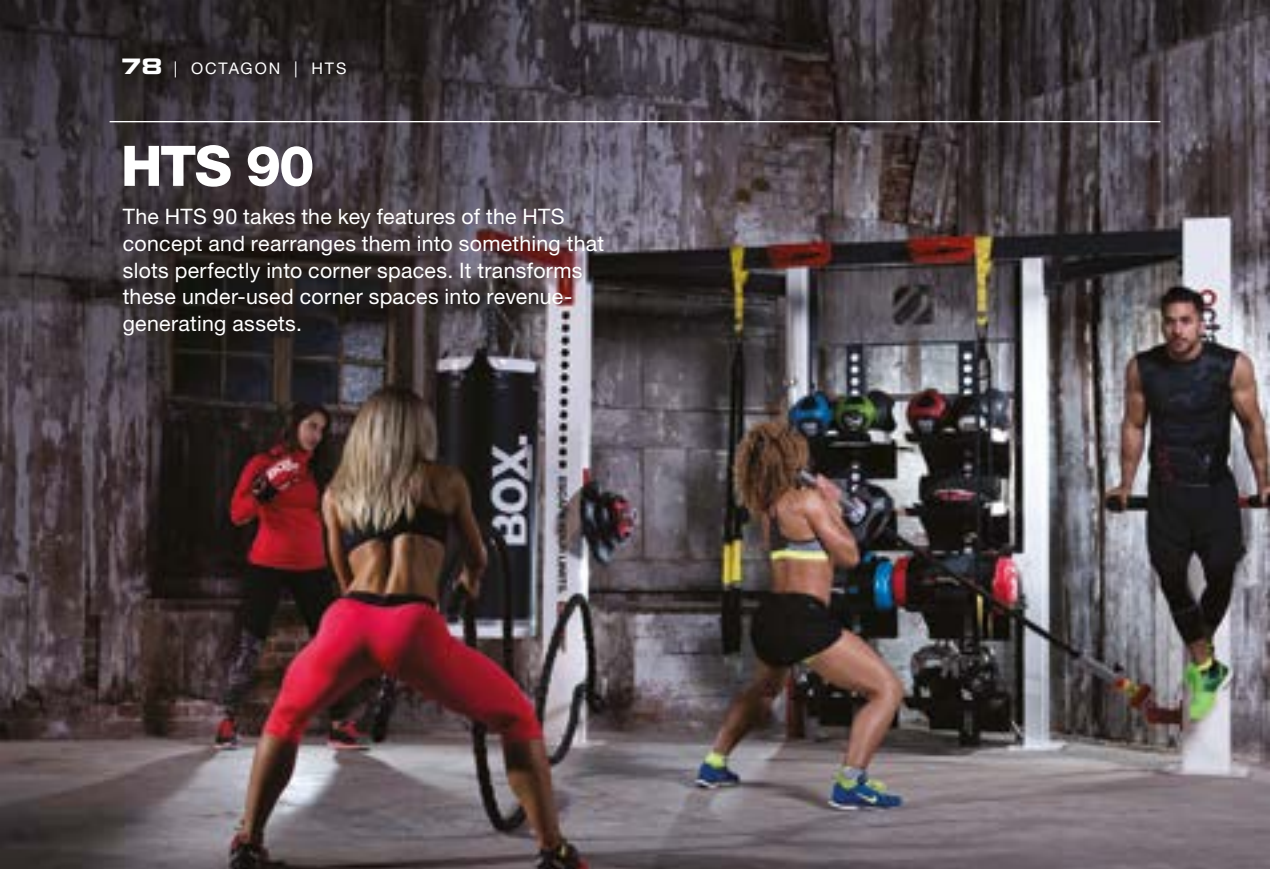 78 | OCTAGON | HTS
HTS 90
The HTS 90 takes the key features of the HTS
concept and rearranges them into something that
slots perfectly into corner spaces. It transforms
these under-used corner spaces into revenue-
generating assets.
BOX.